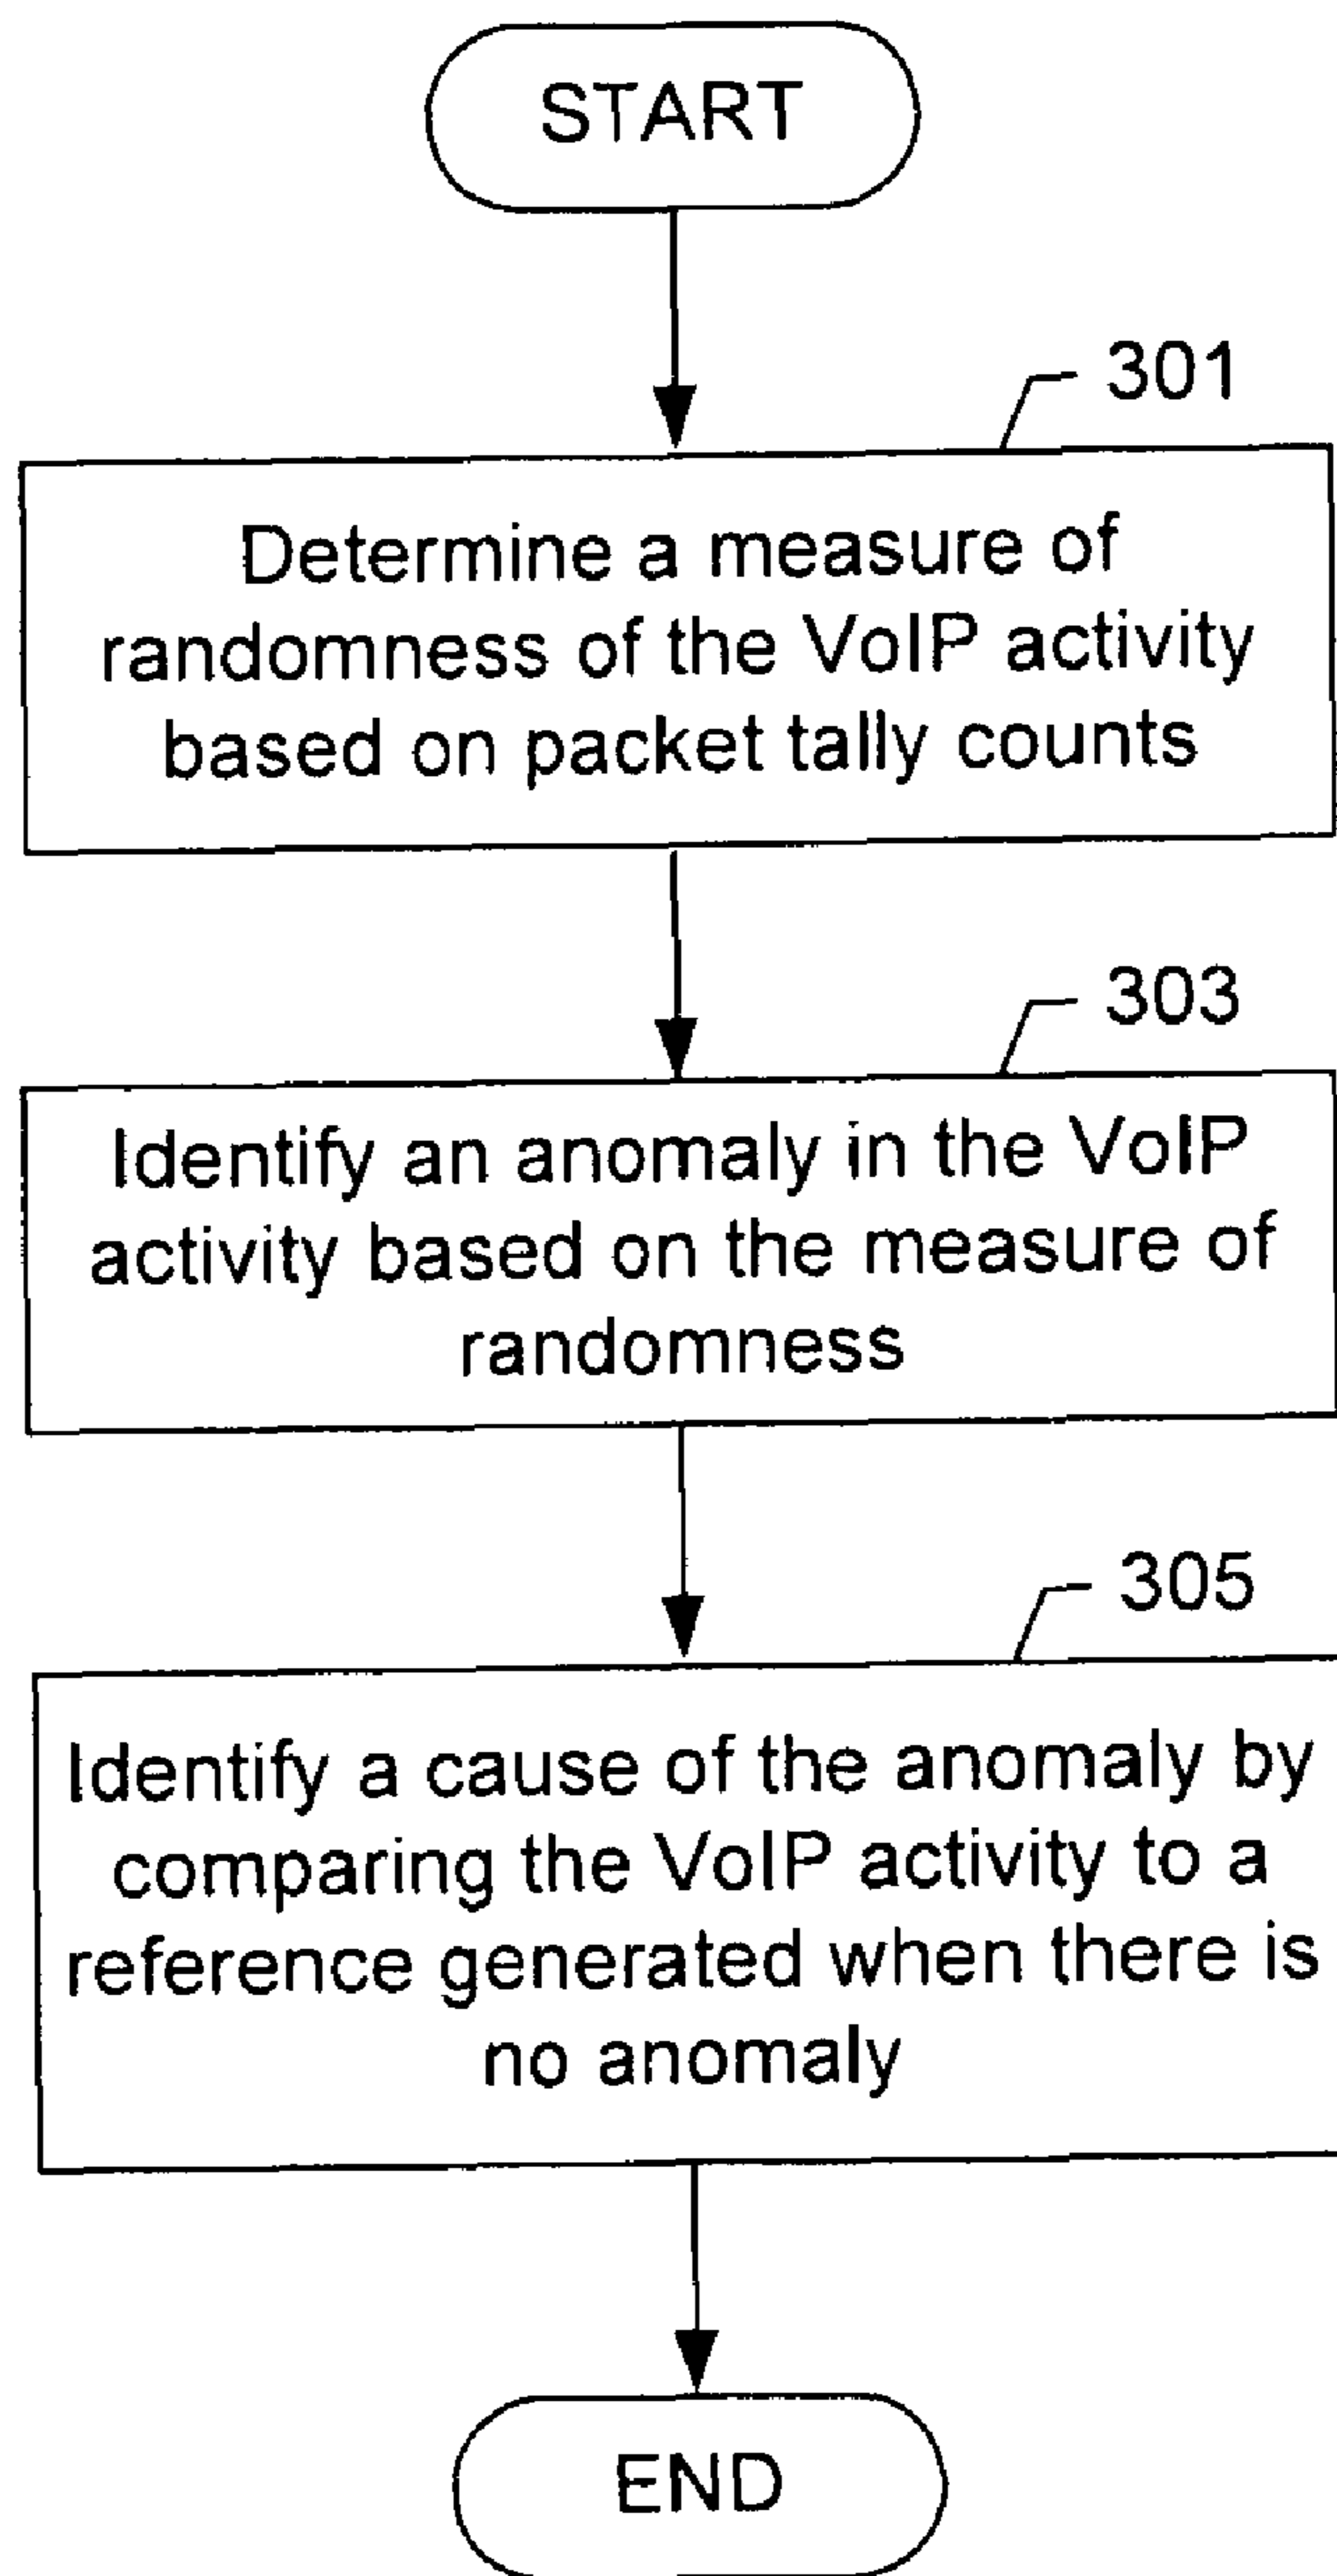 START
301
Determine a measure of
randomness of the VoIP activity
based on packet tally counts
303
Identify an anomaly in the VoIP
activity based on the measure of
randomness
305
Identify a cause of the anomaly by
comparing the VoIP activity to a
reference generated when there is
no anomaly
END